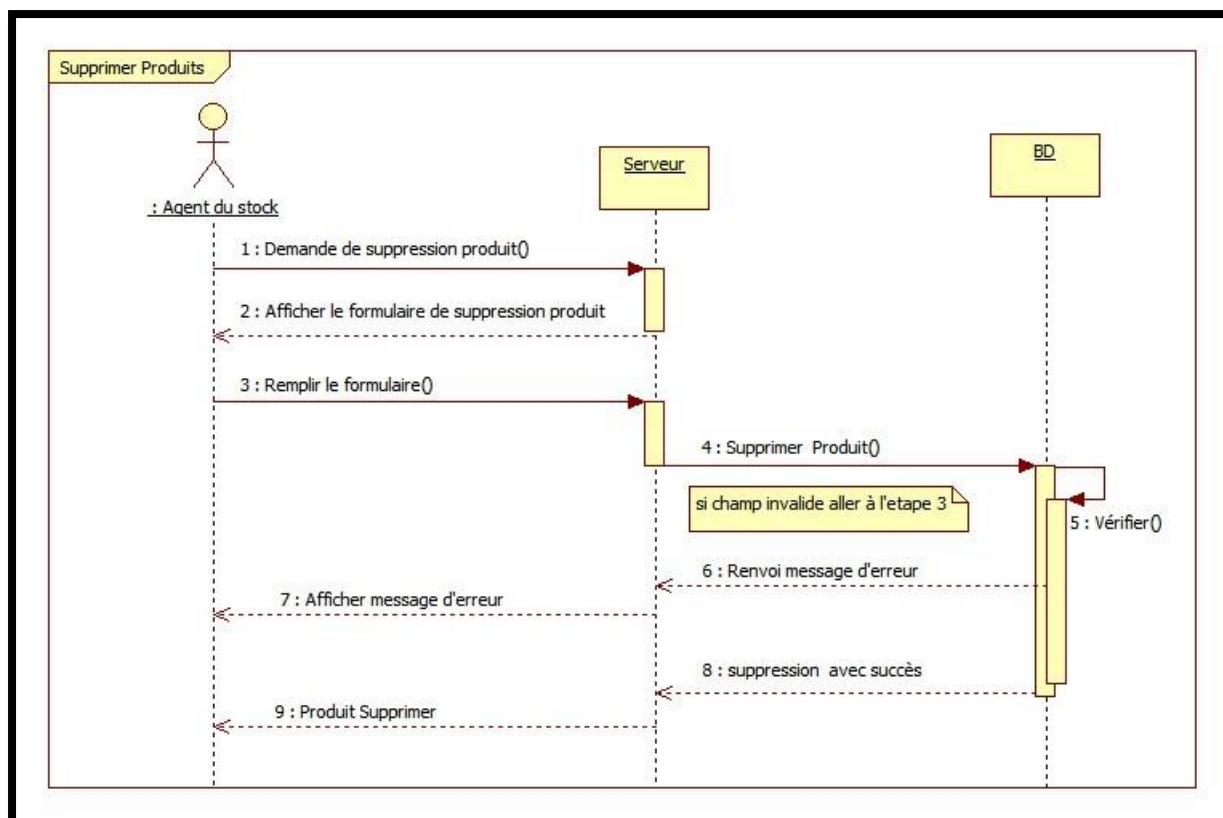 Supprimer Produits
Serveur
BD
: Agent du stock
1 : Demande de suppression produit()
2 : Afficher le formulaire de suppression produit
3 : Remplir le formulaire()
4 : Supprimer  Produit()
si champ invalide aller à l'etape 3
5 : Vérifier()
6 : Renvoi message d'erreur
7 : Afficher message d'erreur
8 : suppression  avec succès
9 : Produit Supprimer